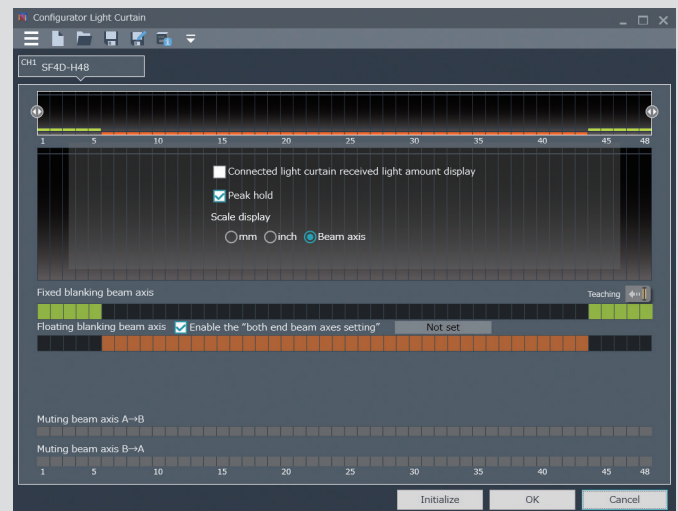 Configurator Light Curtain
CH1 SF4D-H48
1 5 10 15 20 25 30 35 40 45 48
Connected light curtain received light amount display
Peak hold
Scale display
mm inch Beam axis
Fixed blanking beam axis Teaching
Floating blanking beam axis Enable the "both end beam axes setting" Not set
Muting beam axis A→B
Muting beam axis B→A
1 5 10 15 20 25 30 35 40 45 48
Initialize OK Cancel